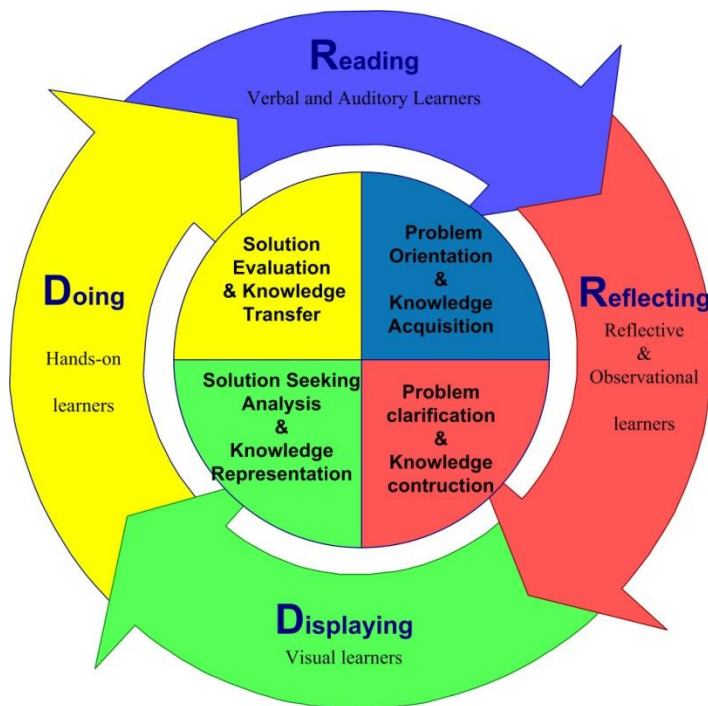 Reading
Verbal and Auditory Learners
Reflecting
Reflective
&
Observational
learners
Displaying
Visual learners
Doing
Hands-on
learners
Problem
Orientation
&
Knowledge
Acquisition
Problem
clarification
&
Knowledge
contruction
Solution Seeking
Analysis
&
Knowledge
Representation
Solution
Evaluation
& Knowledge
Transfer